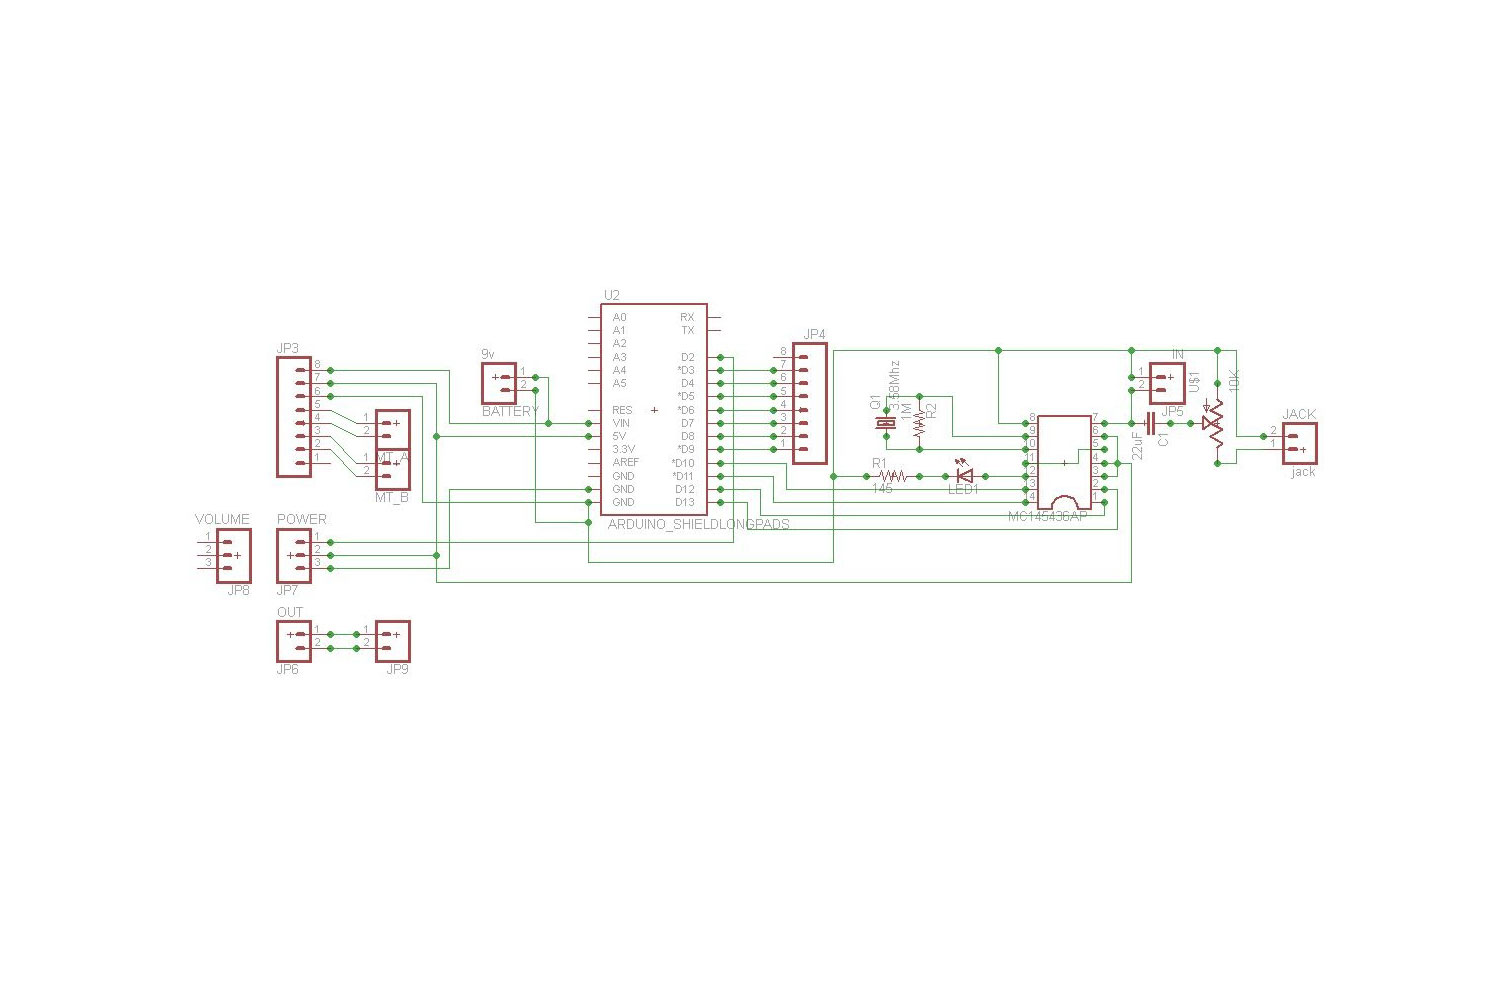 U2
A0 RX
A1 TX
A2
A3 D2
A4 *D3
A5 D4
*D5
RES *D6
VIN D7
5V D8
3.3V *D9
AREF *D10
GND *D11
GND D12
GND D13
ARDUINO_SHIELDLONGPADS
JP3
8
7
6
5
4
3
2
1
1
2
MT_A
1
2
MT_B
9v
1
2
BATTERY
JP4
8
7
6
5
4
3
2
1
Q1
3.58Mhz
1M
R2
R1
145
LED1
8 7
9 6
0 5
1 4
2 3
3 2
4 1
MC145436AP
IN
1
2
JP5
U$1
10K
22uF
C1
JACK
2
1
jack
VOLUME
1
2
3
JP8
POWER
1
2
3
JP7
OUT
1
2
JP6
1
2
JP9